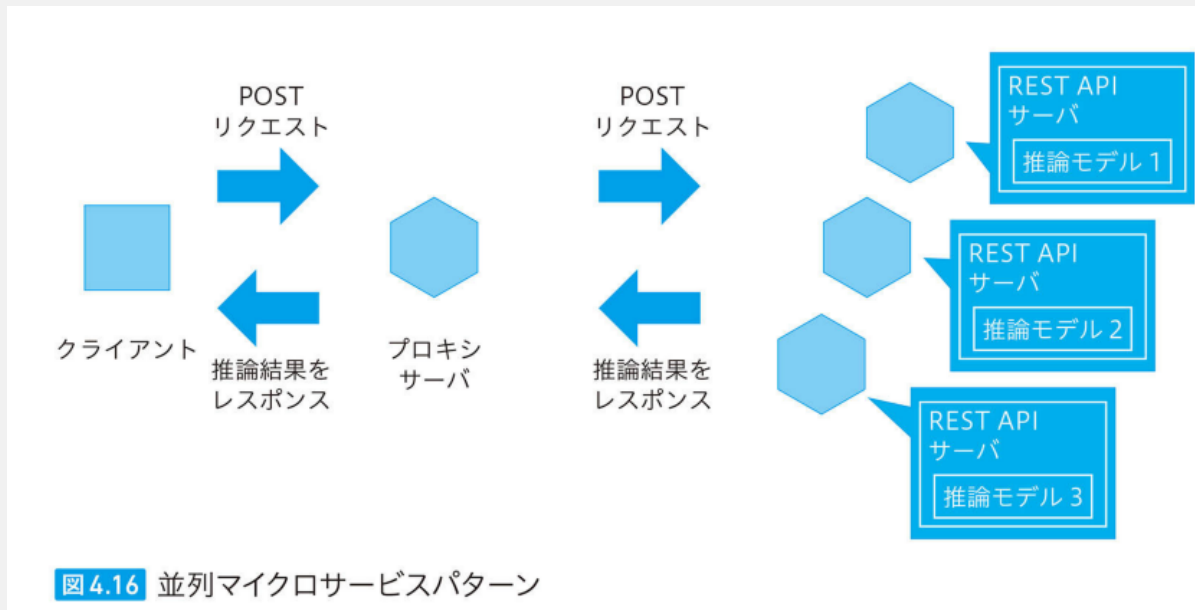 POST
リクエスト
POST
リクエスト
REST API
サーバ
推論モデル 1
REST API
サーバ
推論モデル 2
REST API
サーバ
推論モデル 3
クライアント
推論結果を
レスポンス
プロキシ
サーバ
推論結果を
レスポンス
図 4.16 並列マイクロサービスパターン